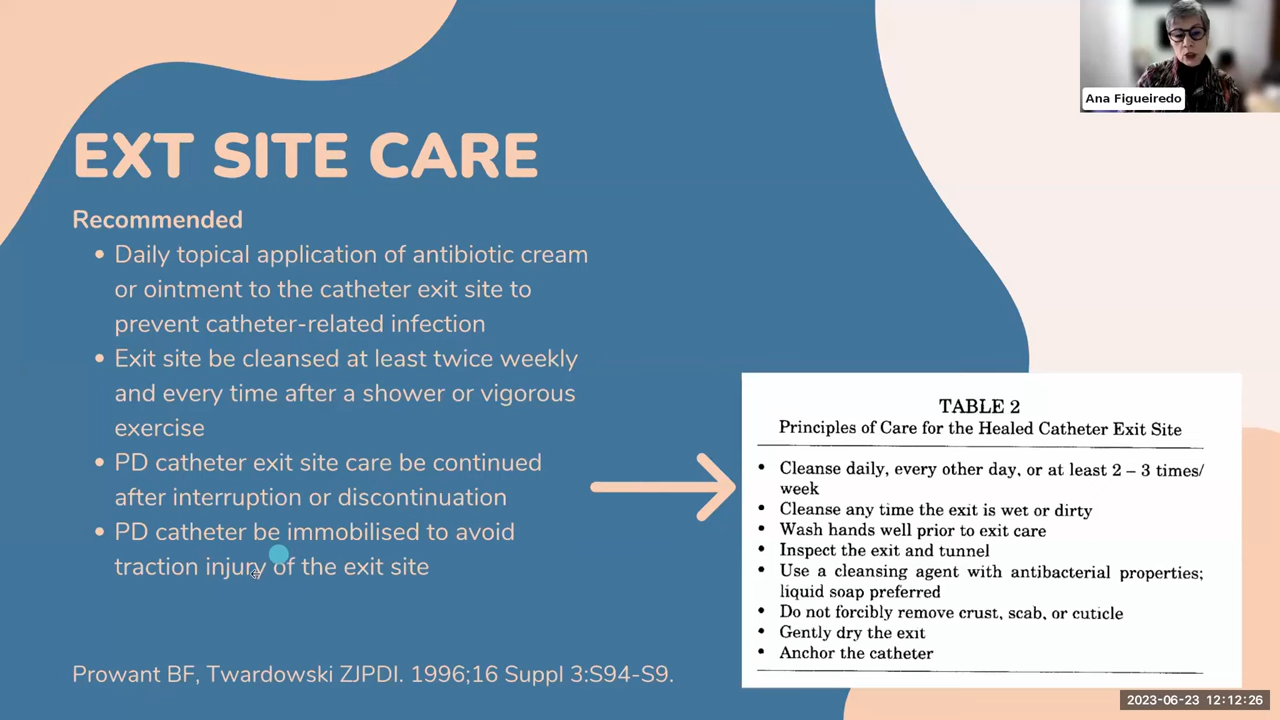 Ana Figueiredo
EXT SITE CARE
Recommended
• Daily topical application of antibiotic cream
or ointment to the catheter exit site to
prevent catheter-related infection
• Exit site be cleansed at least twice weekly
and every time after a shower or vigorous
exercise
• PD catheter exit site care be continued
after interruption or discontinuation
• PD catheter be immobilised to avoid
traction injury of the exit site
Prowant BF, Twardowski ZJPDI. 1996;16 Suppl 3:S94-S9.
TABLE 2
Principles of Care for the Healed Catheter Exit Site
• Cleanse daily, every other day, or at least 2 – 3 times/
week
• Cleanse any time the exit is wet or dirty
• Wash hands well prior to exit care
• Inspect the exit and tunnel
• Use a cleansing agent with antibacterial properties;
liquid soap preferred
• Do not forcibly remove crust, scab, or cuticle
• Gently dry the exit
• Anchor the catheter
2023-06-23 12:12:26